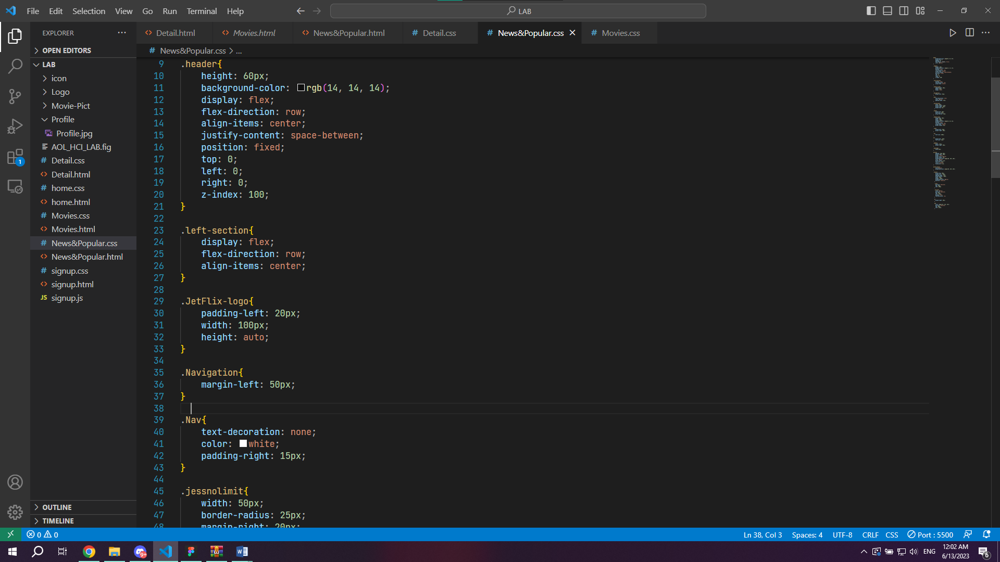 File Edit Selection View Go Run Terminal Help
LAB
EXPLORER
Detail.html
Movies.html
News&Popular.html
Detail.css
News&Popular.css
Movies.css
OPEN EDITORS
LAB
icon
Logo
Movie-Pict
Profile
Profile.jpg
AOL_HCI_LAB.fig
Detail.css
Detail.html
home.css
home.html
Movies.css
Movies.html
News&Popular.css
News&Popular.html
signup.css
signup.html
JS signup.js
OUTLINE
TIMELINE
# News&Popular.css > ...
9 .header{
10 height: 60px;
11 background-color: rgb(14, 14, 14);
12 display: flex;
13 flex-direction: row;
14 align-items: center;
15 justify-content: space-between;
16 position: fixed;
17 top: 0;
18 left: 0;
19 right: 0;
20 z-index: 100;
21 }
22
23 .left-section{
24 display: flex;
25 flex-direction: row;
26 align-items: center;
27 }
28
29 .JetFlix-logo{
30 padding-left: 20px;
31 width: 100px;
32 height: auto;
33 }
34
35 .Navigation{
36 margin-left: 50px;
37 }
38
39 .Nav{
40 text-decoration: none;
41 color: white;
42 padding-right: 15px;
43 }
44
45 .jessnolimit{
46 width: 50px;
47 border-radius: 25px;
48 margin-right: 20px;
1
0 0
Ln 38, Col 3 Spaces: 4 UTF-8 CRLF CSS Port : 5500
9+
ENG
12:02 AM
6/13/2023
6